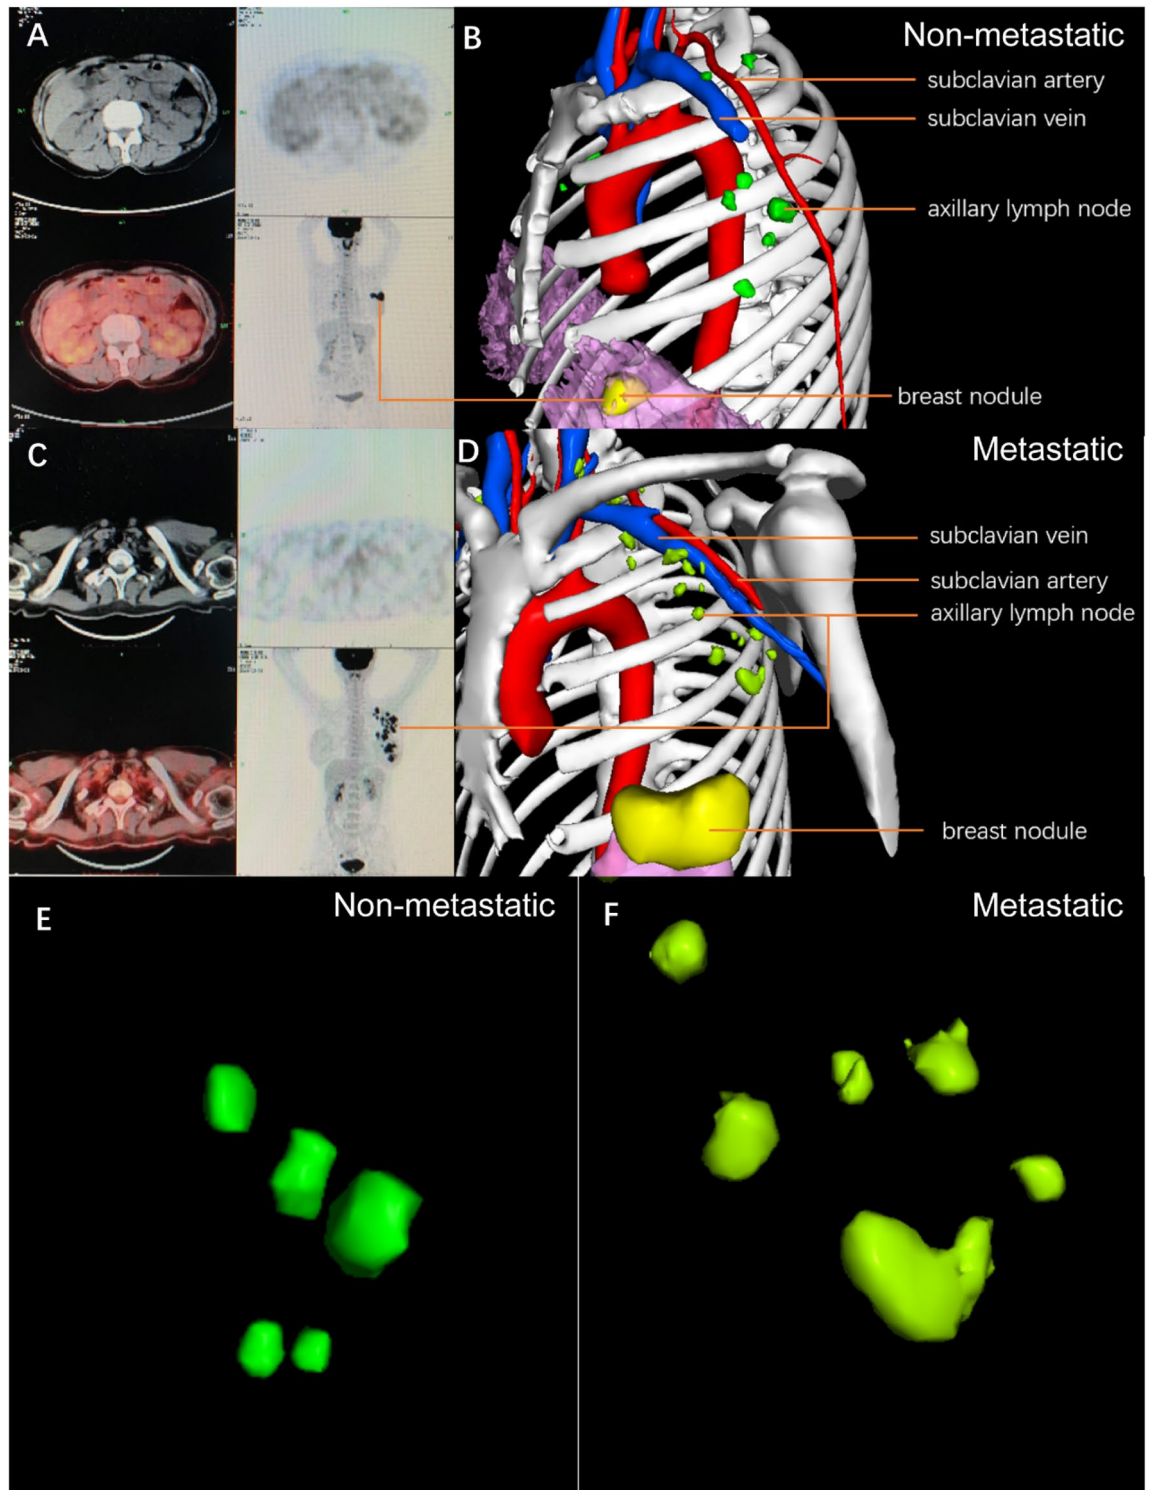 A
B
Non-metastatic
subclavian artery
subclavian vein
axillary lymph node
breast nodule
C
D
Metastatic
subclavian vein
subclavian artery
axillary lymph node
breast nodule
E
Non-metastatic
F
Metastatic